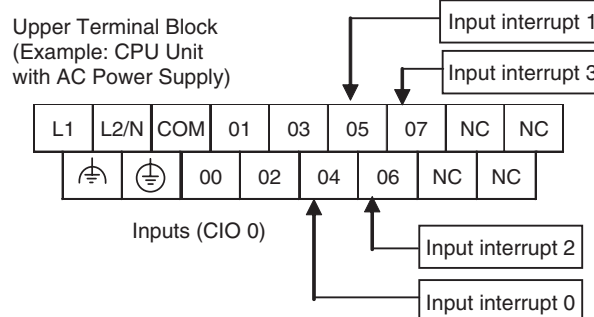 Upper Terminal Block
(Example: CPU Unit
with AC Power Supply)
Input interrupt 1
Input interrupt 3
L1 L2/N COM 01 03 05 07 NC NC
00 02 04 06 NC NC
Inputs (CIO 0)
Input interrupt 2
Input interrupt 0